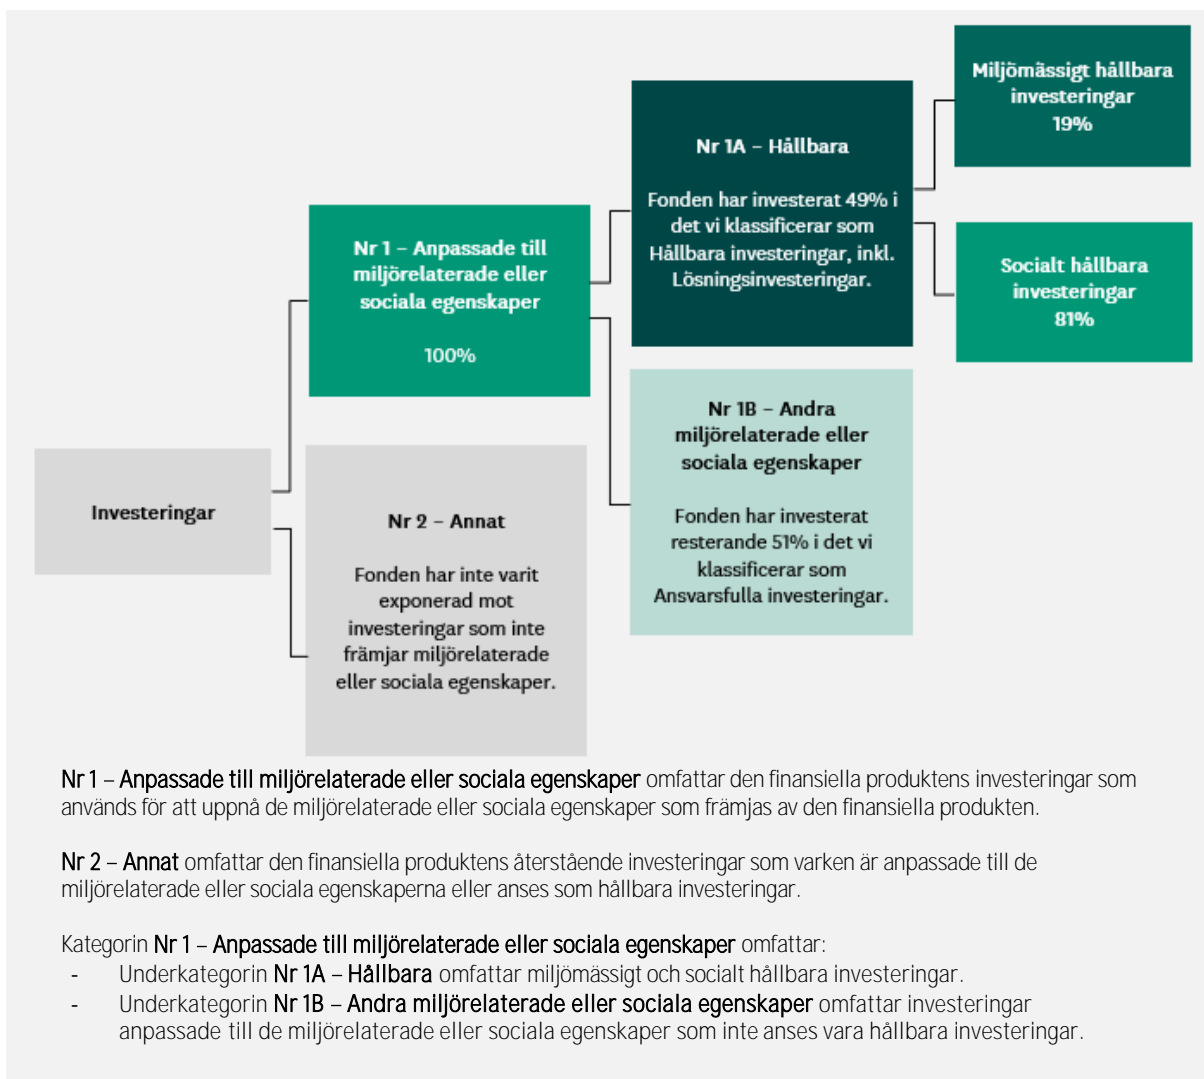 Investeringar
Nr 1 – Anpassade till
miljörelaterade eller
sociala egenskaper
100%
Nr 2 – Annat
Fonden har inte varit
exponerad mot
investeringar som inte
främjar miljörelaterade
eller sociala egenskaper.
Nr 1A – Hållbara
Fonden har investerat 49% i
det vi klassificerar som
Hållbara investeringar, inkl.
Lösningsinvesteringar.
Nr 1B – Andra
miljörelaterade eller
sociala egenskaper
Fonden har investerat
resterande 51% i det vi
klassificerar som
Ansvarsfulla investeringar.
Miljömässigt hållbara
investeringar
19%
Socialt hållbara
investeringar
81%
Nr 1 – Anpassade till miljörelaterade eller sociala egenskaper omfattar den finansiella produktens investeringar som
används för att uppnå de miljörelaterade eller sociala egenskaper som främjas av den finansiella produkten.
Nr 2 – Annat omfattar den finansiella produktens återstående investeringar som varken är anpassade till de
miljörelaterade eller sociala egenskaperna eller anses som hållbara investeringar.
Kategorin Nr 1 – Anpassade till miljörelaterade eller sociala egenskaper omfattar:
- Underkategorin Nr 1A – Hållbara omfattar miljömässigt och socialt hållbara investeringar.
- Underkategorin Nr 1B – Andra miljörelaterade eller sociala egenskaper omfattar investeringar
anpassade till de miljörelaterade eller sociala egenskaper som inte anses vara hållbara investeringar.